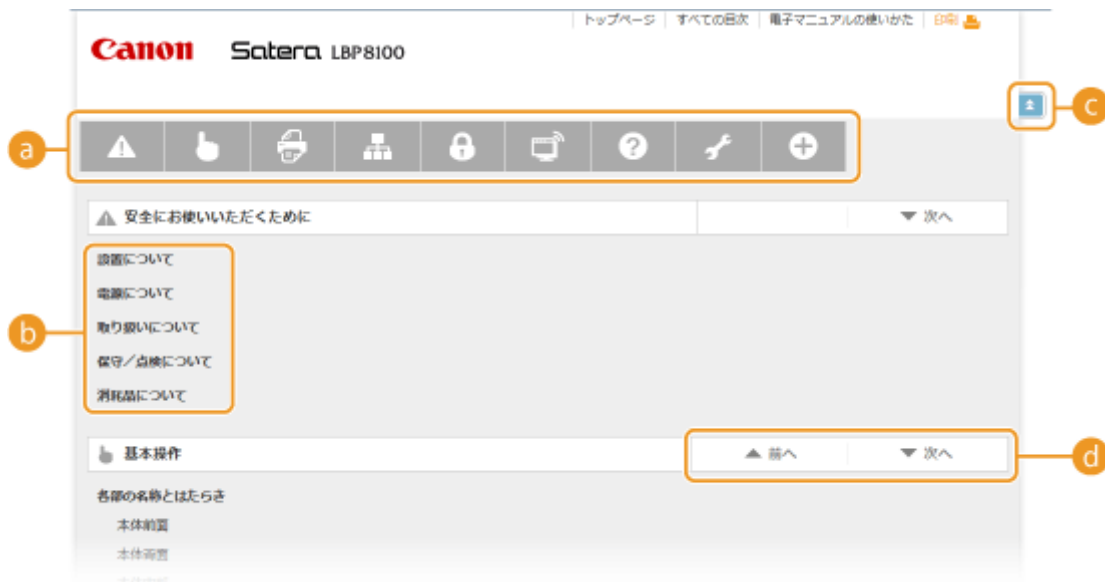 トップページ すべての目次 電子マニュアルの使いかた 印刷
Canon Satera LBP8100
c
a
安全にお使いいただくために 次へ
設置について
電源について
取り扱いについて
b
保守/点検について
消耗品について
基本操作 前へ 次へ
d
各部の名称とはたらき
本体前面